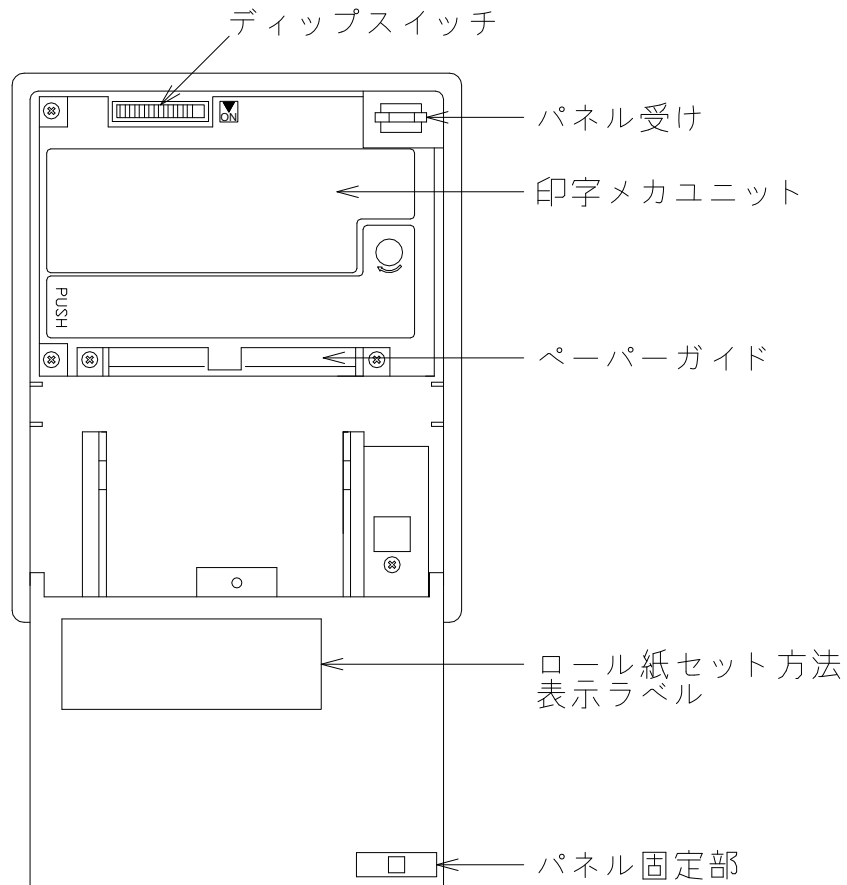 ディップスイッチ
ON
パネル受け
印字メカユニット
PUSH
ペーパーガイド
ロール紙セット方法
表示ラベル
パネル固定部